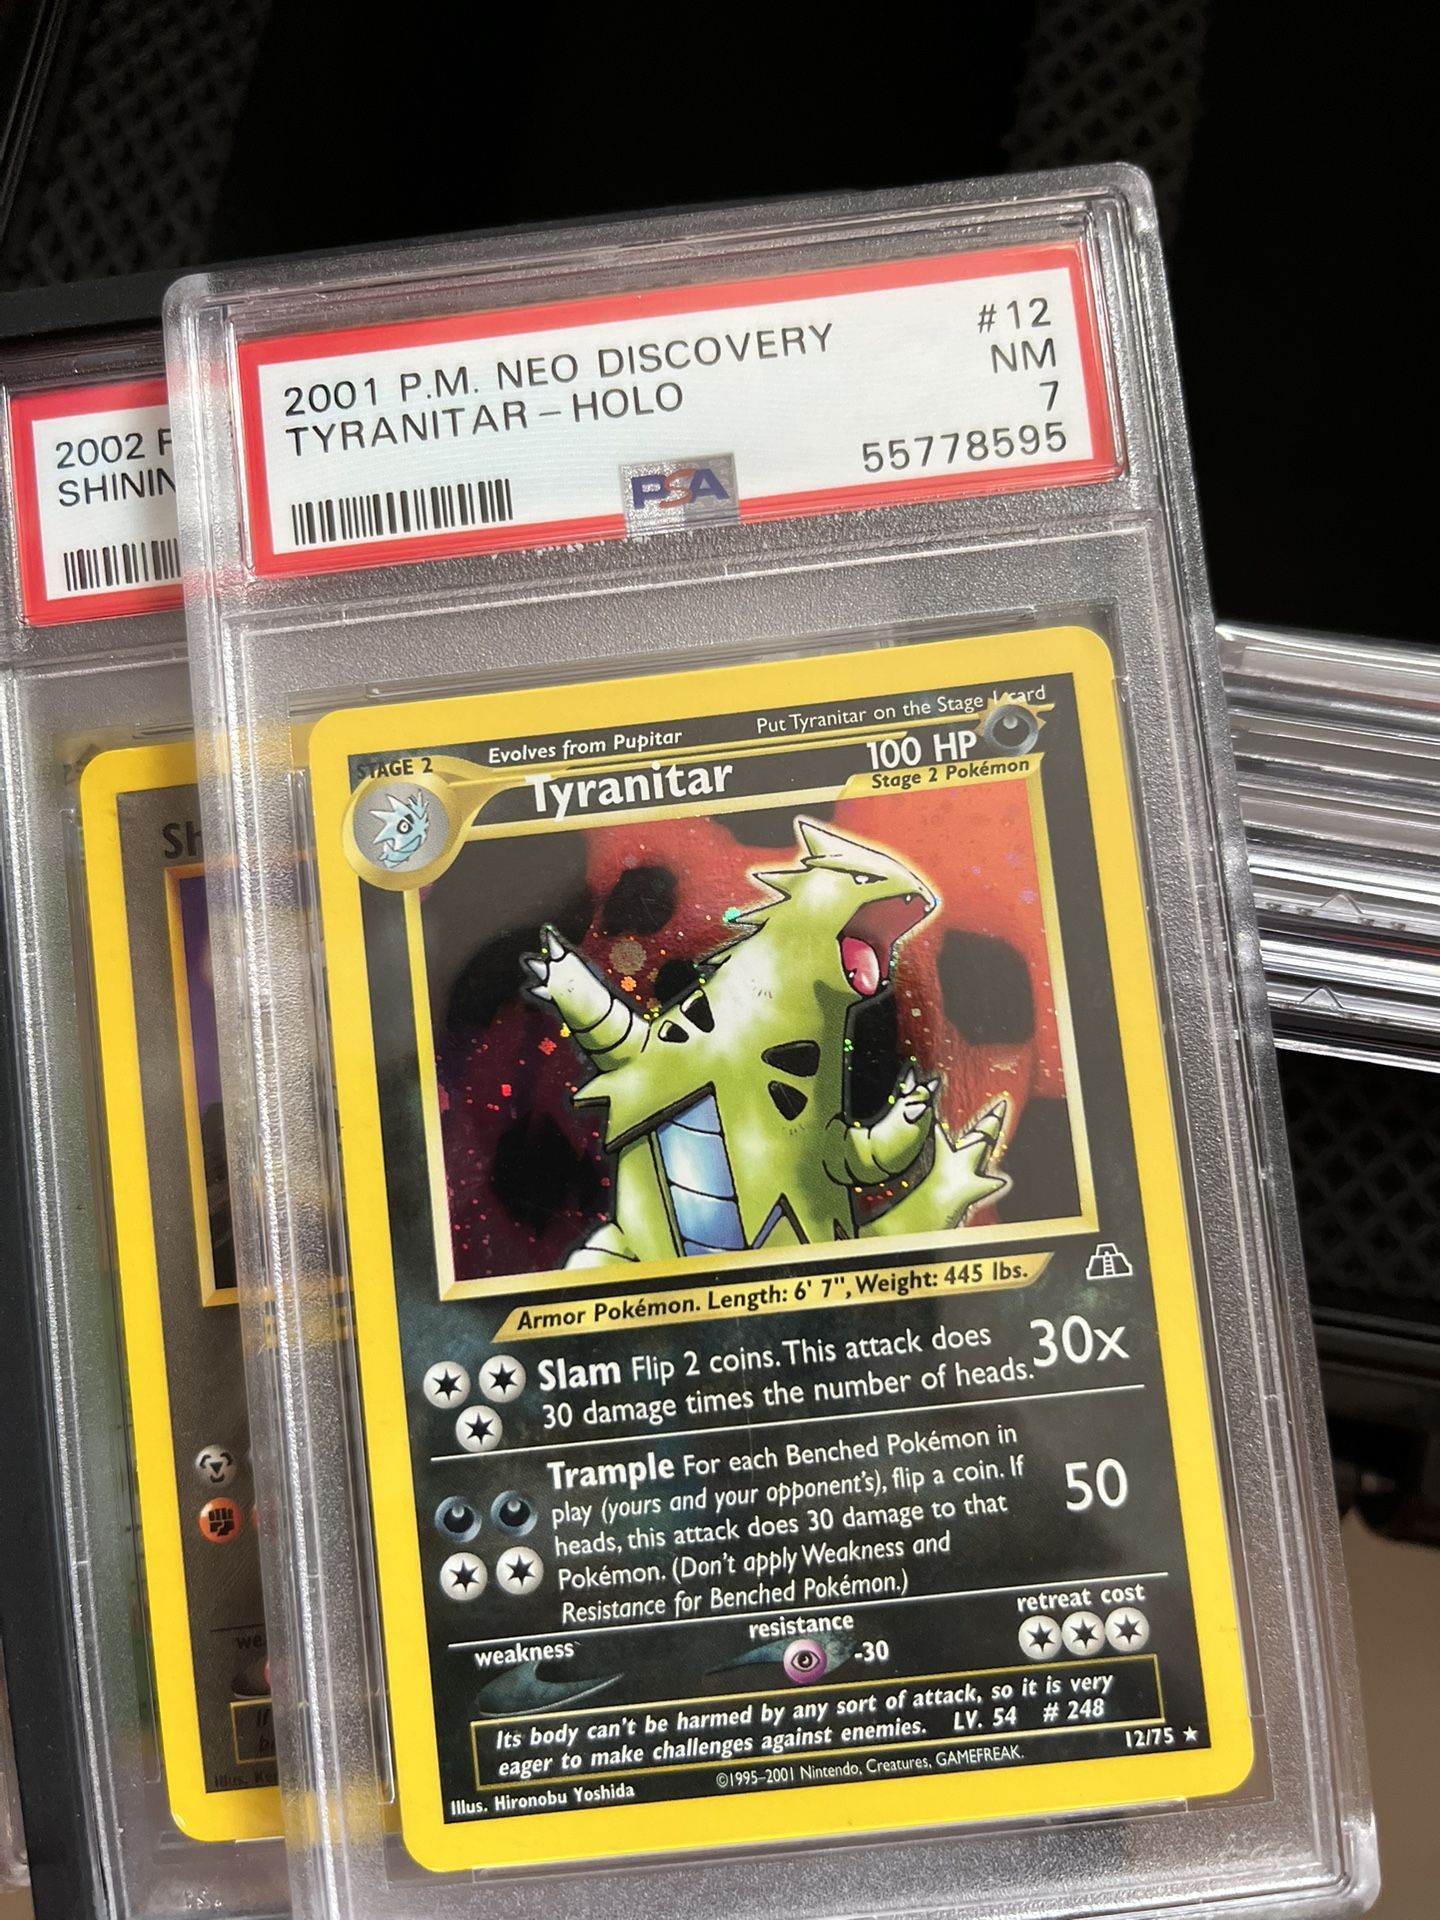 2001 P.M. NEO DISCOVERY #12
TYRANITAR - HOLO NM
7
55778595
PSA
2002
SHININ
Evolves from Pupitar
Put Tyranitar on the Stage 1 card
STAGE 2
Tyranitar
100 HP
Stage 2 Pokémon
Armor Pokémon. Length: 6' 7", Weight: 445 lbs.
Slam Flip 2 coins. This attack does
30 damage times the number of heads.
30x
Trample For each Benched Pokémon in
play (yours and your opponent's), flip a coin. If
heads, this attack does 30 damage to that
Pokémon. (Don't apply Weakness and
Resistance for Benched Pokémon.)
50
weakness
resistance
-30
retreat cost
Its body can't be harmed by any sort of attack, so it is very
eager to make challenges against enemies. LV. 54 # 248
Illus. Hironobu Yoshida
©1995-2001 Nintendo, Creatures, GAMEFREAK.
12/75 ★
Sh
we
Illus. Ke